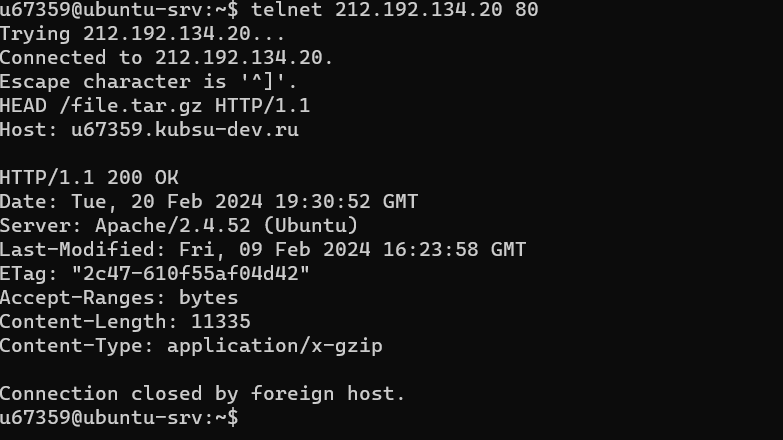 u67359@ubuntu-srv:~$ telnet 212.192.134.20 80
Trying 212.192.134.20...
Connected to 212.192.134.20.
Escape character is '^]'.
HEAD /file.tar.gz HTTP/1.1
Host: u67359.kubsu-dev.ru

HTTP/1.1 200 OK
Date: Tue, 20 Feb 2024 19:30:52 GMT
Server: Apache/2.4.52 (Ubuntu)
Last-Modified: Fri, 09 Feb 2024 16:23:58 GMT
ETag: "2c47-610f55af04d42"
Accept-Ranges: bytes
Content-Length: 11335
Content-Type: application/x-gzip

Connection closed by foreign host.
u67359@ubuntu-srv:~$